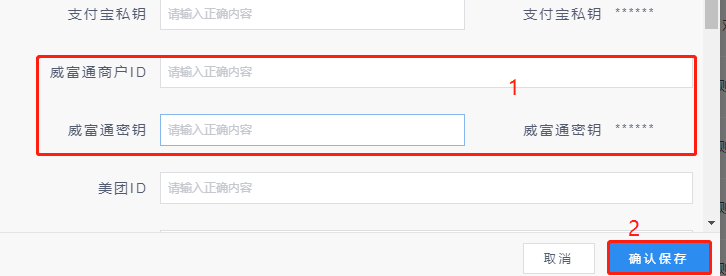 支付宝私钥 请输入正确内容 支付宝私钥 ******
威富通商户ID 请输入正确内容
1
威富通密钥 请输入正确内容 威富通密钥 ******
美团ID 请输入正确内容
2
取消 确认保存